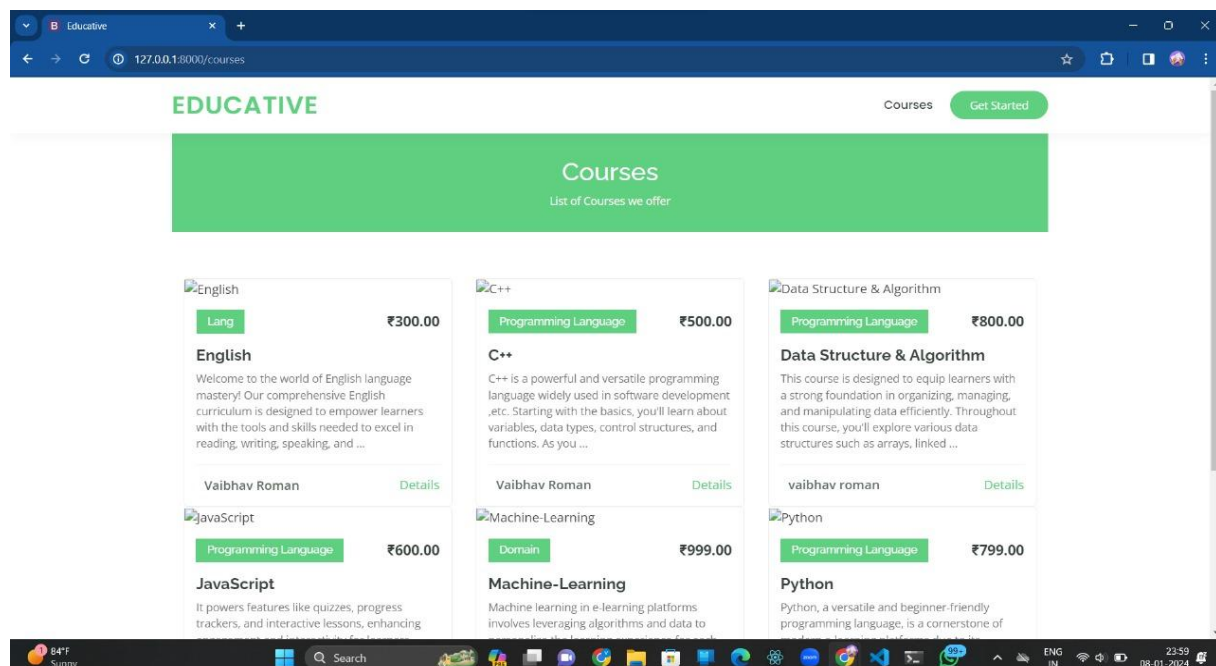 B Educative
127.0.0.1:8000/courses
EDUCATIVE
Courses
Get Started
Courses
List of Courses we offer
English
Lang
₹300.00
English
Welcome to the world of English language
mastery! Our comprehensive English
curriculum is designed to empower learners
with the tools and skills needed to excel in
reading, writing, speaking, and ...
Vaibhav Roman
Details
C++
Programming Language
₹500.00
C++
C++ is a powerful and versatile programming
language widely used in software development
,etc. Starting with the basics, you'll learn about
variables, data types, control structures, and
functions. As you ...
Vaibhav Roman
Details
Data Structure & Algorithm
Programming Language
₹800.00
Data Structure & Algorithm
This course is designed to equip learners with
a strong foundation in organizing, managing,
and manipulating data efficiently. Throughout
this course, you'll explore various data
structures such as arrays, linked ...
vaibhav roman
Details
JavaScript
Programming Language
₹600.00
JavaScript
It powers features like quizzes, progress
trackers, and interactive lessons, enhancing
Machine-Learning
Domain
₹999.00
Machine-Learning
Machine learning in e-learning platforms
involves leveraging algorithms and data to
Python
Programming Language
₹799.00
Python
Python, a versatile and beginner-friendly
programming language, is a cornerstone of
1
84°F
Sunny
Search
99+
ENG
IN
23:59
08-01-2024